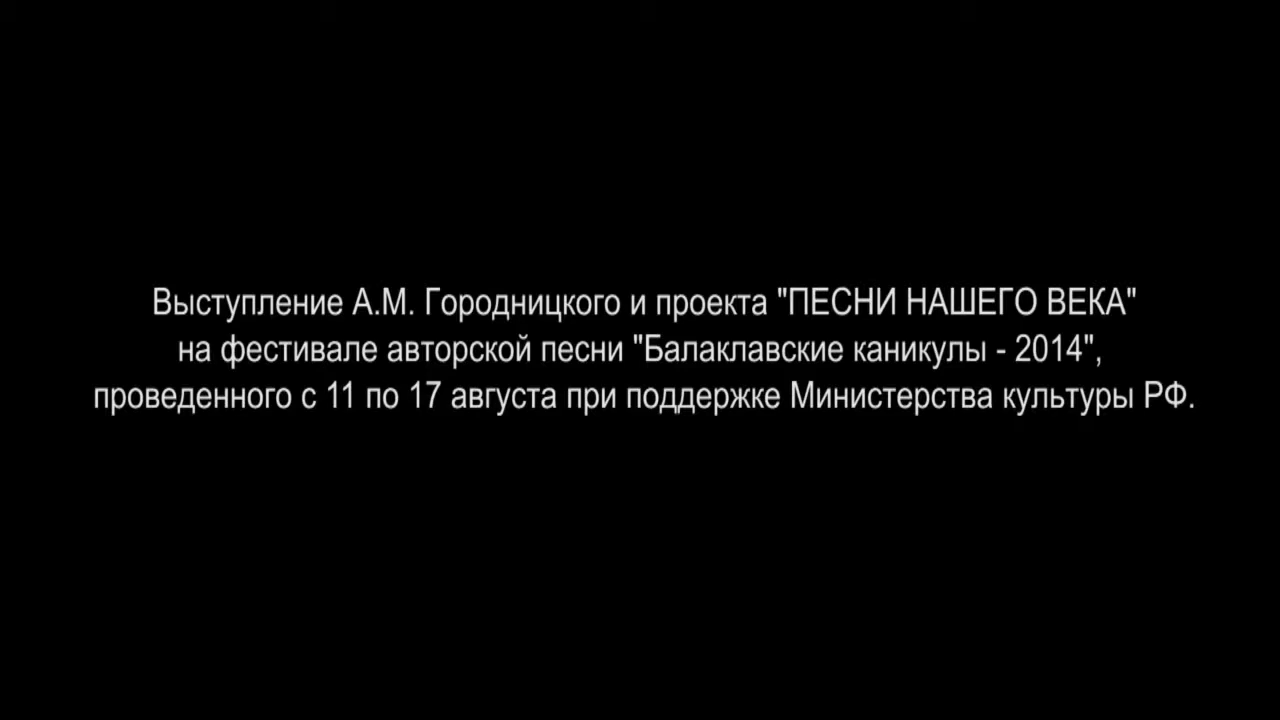 Выступление А.М. Городницкого и проекта "ПЕСНИ НАШЕГО ВЕКА"
на фестивале авторской песни "Балаклавские каникулы - 2014",
проведенного с 11 по 17 августа при поддержке Министерства культуры РФ.